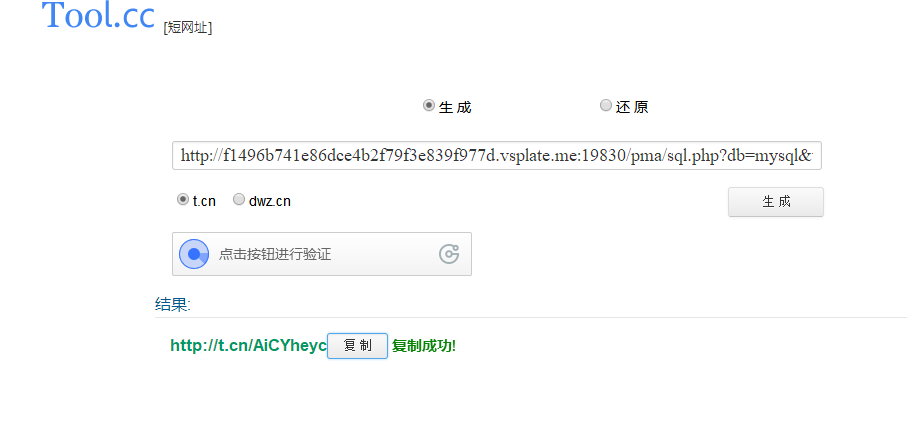 Tool.cc [短网址]
生 成 还 原
http://f1496b741e86dce4b2f79f3e839f977d.vsplate.me:19830/pma/sql.php?db=mysql&
t.cn dwz.cn 生 成
点击按钮进行验证
结果:
http://t.cn/AiCYheyc 复 制 复制成功!